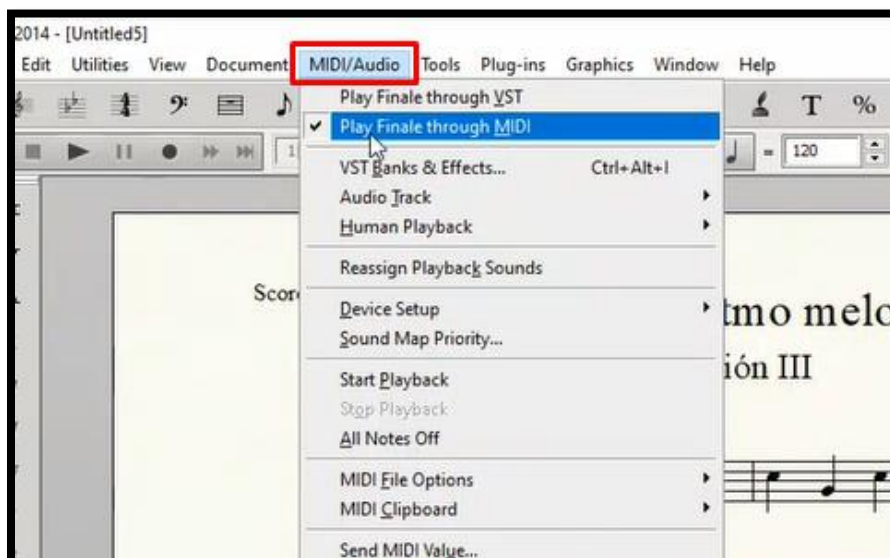 2014 - [Untitled5]
Edit Utilities View Document MIDI/Audio Tools Plug-ins Graphics Window Help
T %
= 120
Play Finale through VST
Play Finale through MIDI
VST Banks & Effects... Ctrl+Alt+I
Audio Track
Human Playback
Reassign Playback Sounds
Device Setup
Sound Map Priority...
Start Playback
Stop Playback
All Notes Off
MIDI File Options
MIDI Clipboard
Send MIDI Value...
Score
tmo melo
ión III